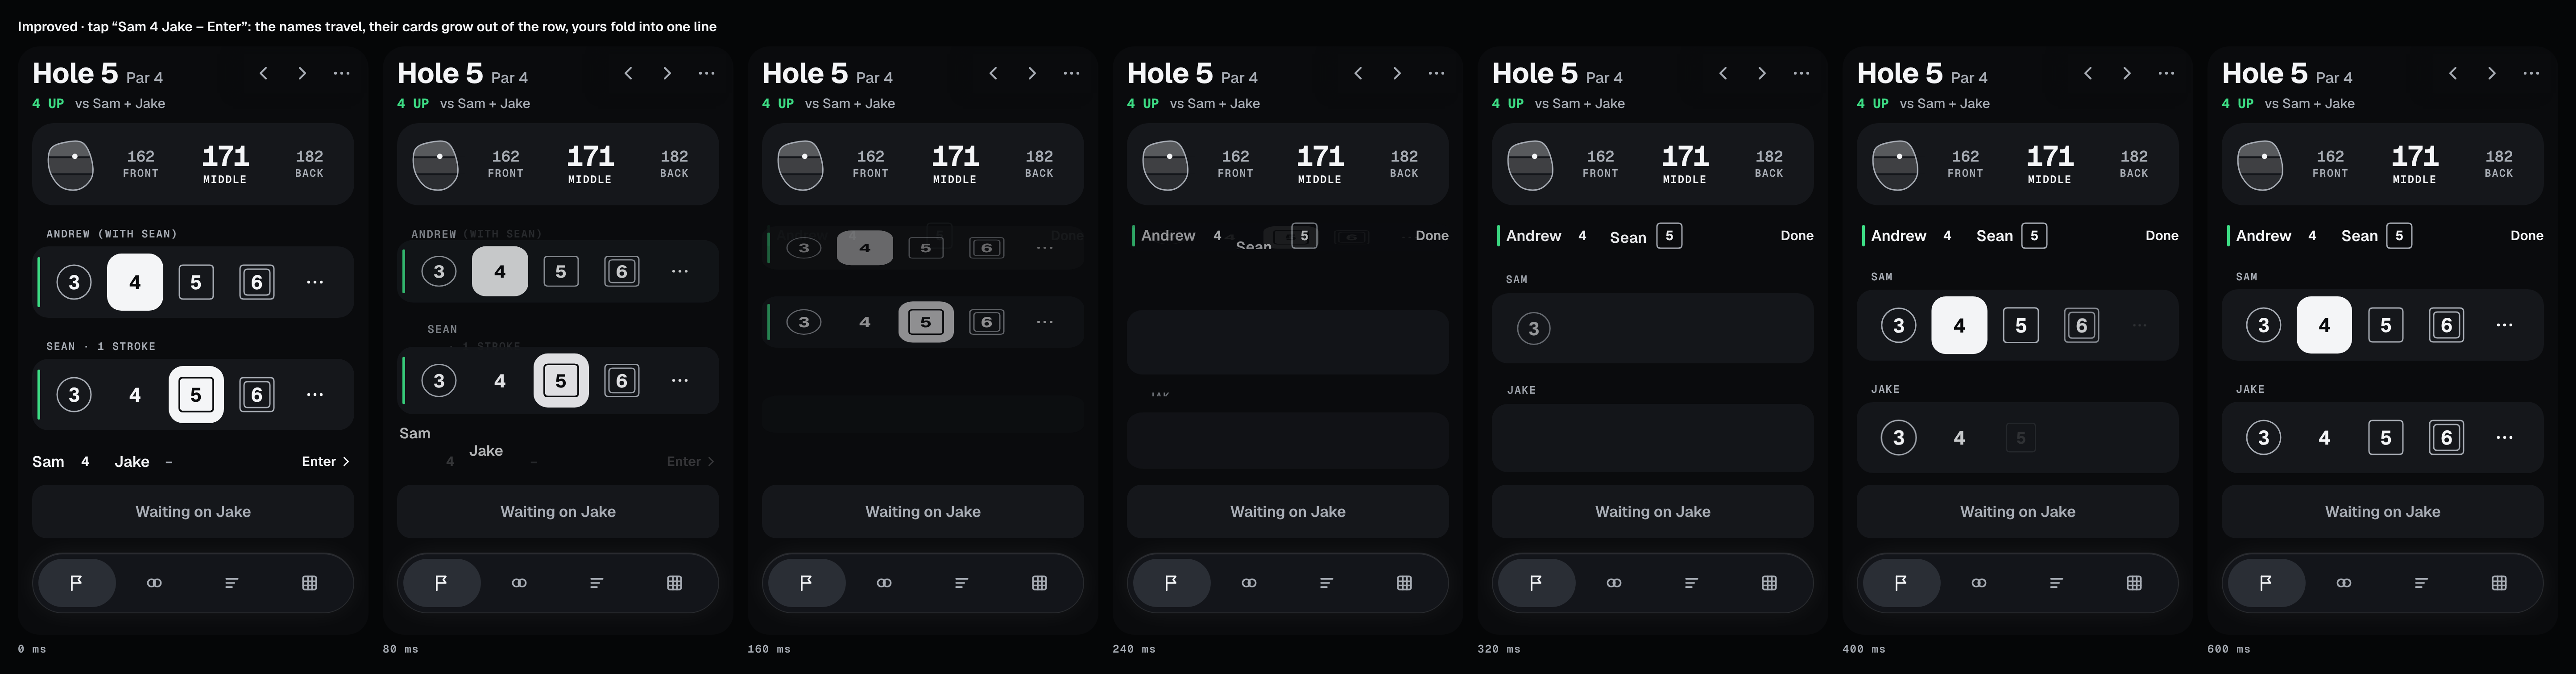 Improved · tap “Sam 4 Jake – Enter”: the names travel, their cards grow out of the row, yours fold into one line
Hole 5 Par 4
4 UP vs Sam + Jake
162 171 182
FRONT MIDDLE BACK
ANDREW (WITH SEAN)
3 4 5 6 ...
SEAN · 1 STROKE
3 4 5 6 ...
Sam 4 Jake – Enter >
Waiting on Jake
0 ms
Hole 5 Par 4
4 UP vs Sam + Jake
162 171 182
FRONT MIDDLE BACK
ANDREW (WITH SEAN)
3 4 5 6 ...
SEAN
· 1 STROKE
3 4 5 6 ...
Sam
Jake
4 – Enter >
Waiting on Jake
80 ms
Hole 5 Par 4
4 UP vs Sam + Jake
162 171 182
FRONT MIDDLE BACK
Done
3 4 5 6 ...
3 4 5 6 ...
Waiting on Jake
160 ms
Hole 5 Par 4
4 UP vs Sam + Jake
162 171 182
FRONT MIDDLE BACK
Andrew 4 Sean 5 Done
Waiting on Jake
240 ms
Hole 5 Par 4
4 UP vs Sam + Jake
162 171 182
FRONT MIDDLE BACK
Andrew 4 Sean 5 Done
SAM
3
JAKE
Waiting on Jake
320 ms
Hole 5 Par 4
4 UP vs Sam + Jake
162 171 182
FRONT MIDDLE BACK
Andrew 4 Sean 5 Done
SAM
3 4 5 6 ...
JAKE
3 4 5
Waiting on Jake
400 ms
Hole 5 Par 4
4 UP vs Sam + Jake
162 171 182
FRONT MIDDLE BACK
Andrew 4 Sean 5 Done
SAM
3 4 5 6 ...
JAKE
3 4 5 6 ...
Waiting on Jake
600 ms